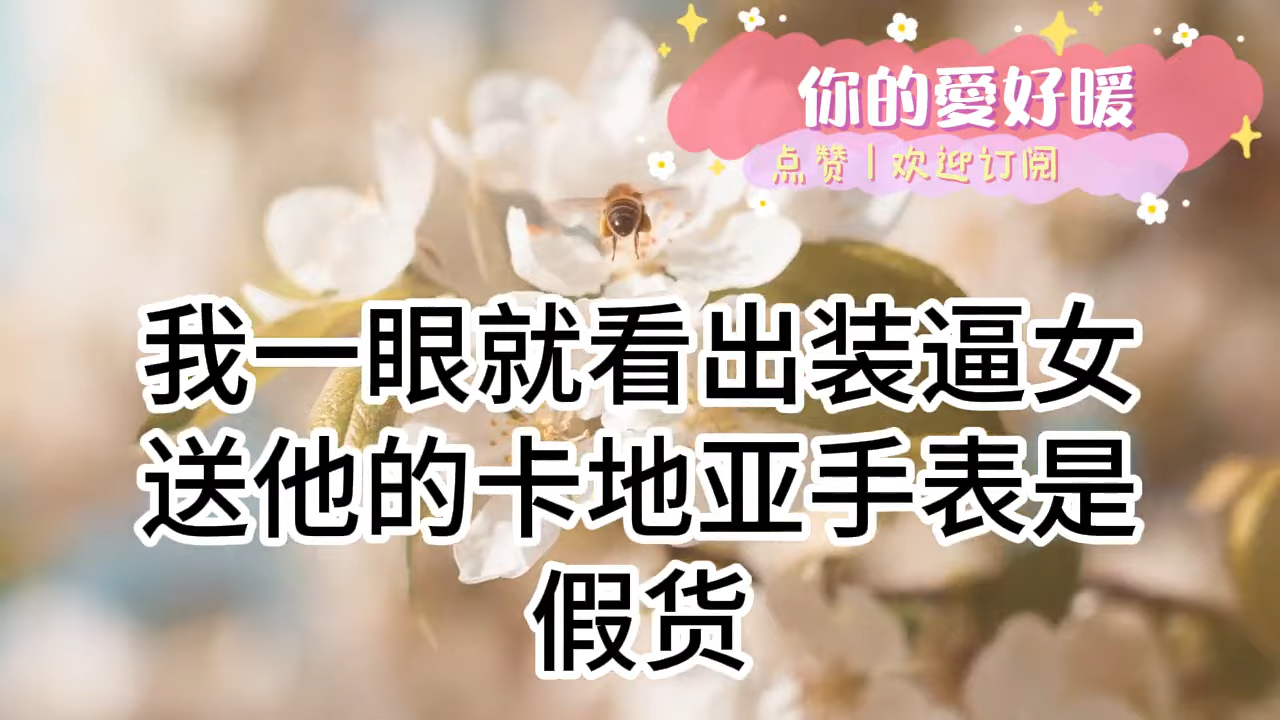 你的愛好暖
点赞 | 欢迎订阅
我一眼就看出装逼女
送他的卡地亚手表是
假货